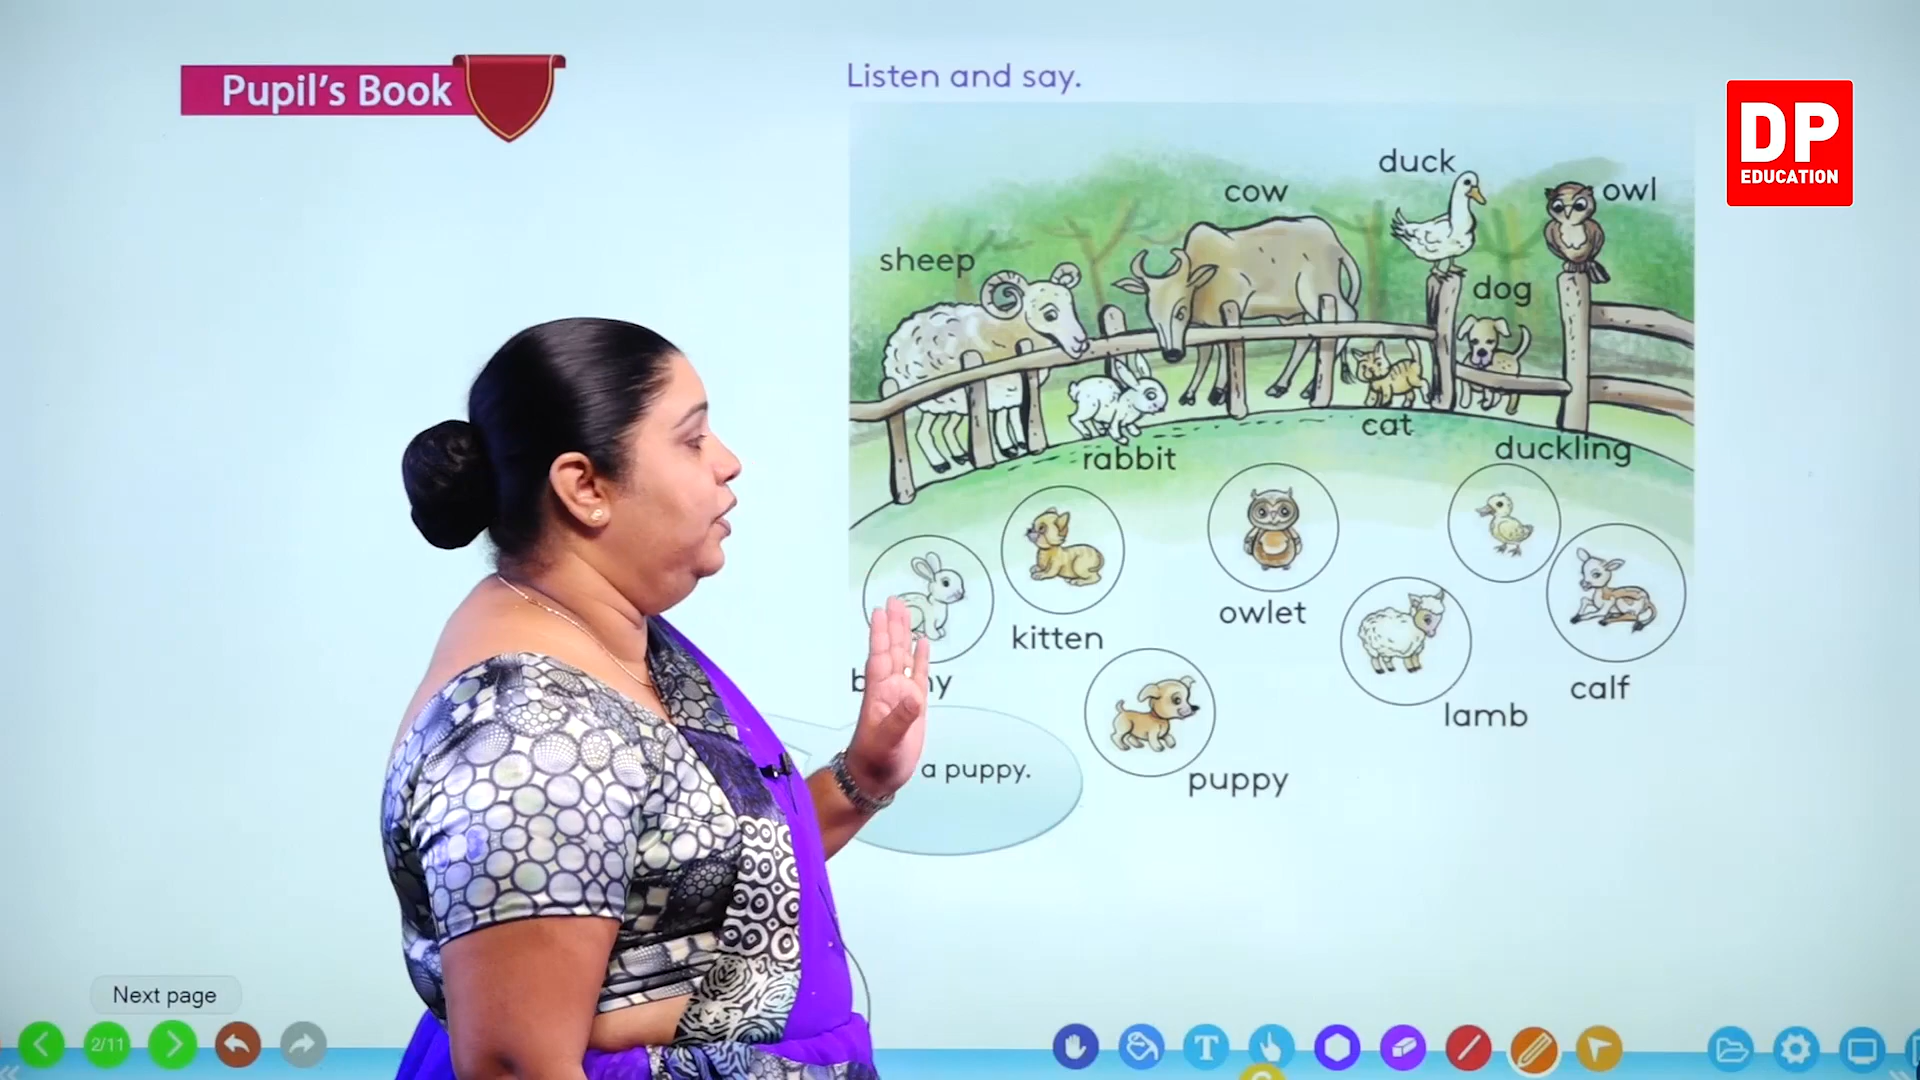 Pupil's Book
Listen and say.
DP
EDUCATION
duck
cow
owl
sheep
dog
cat
duckling
rabbit
owlet
kitten
calf
lamb
puppy
a puppy.
Next page
2/11
T